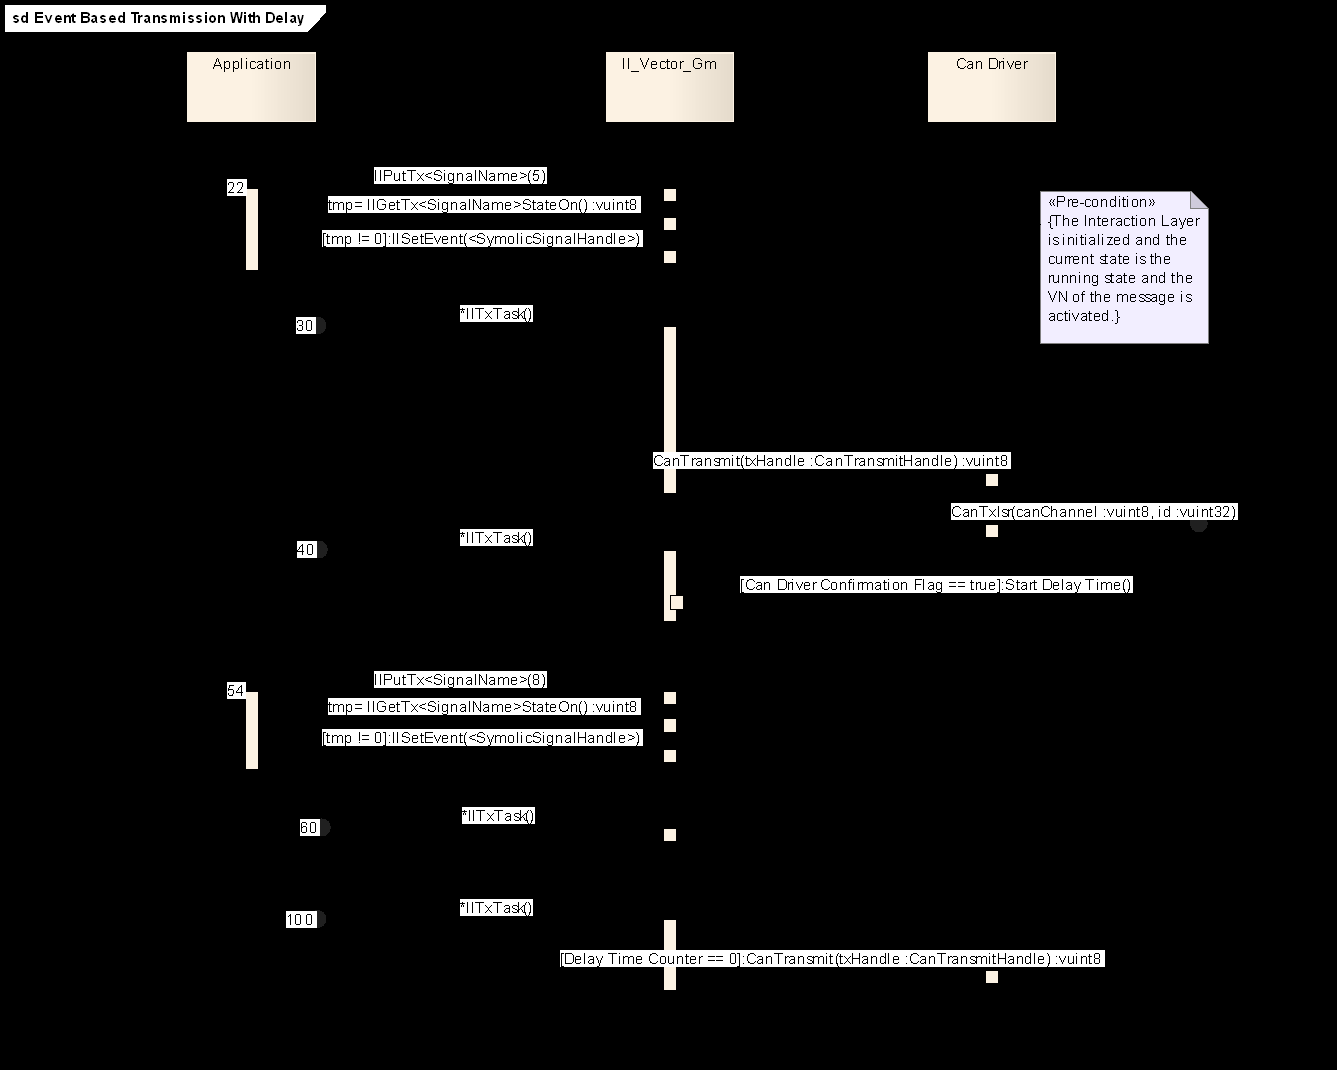 sd Event Based Transmission With Delay
Application
Il_Vector_Gm
Can Driver
IlPutTx<SignalName>(5)
22
tmp= IlGetTx<SignalName>StateOn() :vuint8
[tmp != 0]:IlSetEvent(<SymolicSignalHandle>)
«Pre-condition»
{The Interaction Layer
is initialized and the
current state is the
running state and the
VN of the message is
activated.}
*IlTxTask()
30
CanTransmit(txHandle :CanTransmitHandle) :vuint8
CanTxIsr(canChannel :vuint8, id :vuint32)
*IlTxTask()
40
[Can Driver Confirmation Flag == true]:Start Delay Time()
IlPutTx<SignalName>(8)
54
tmp= IlGetTx<SignalName>StateOn() :vuint8
[tmp != 0]:IlSetEvent(<SymolicSignalHandle>)
*IlTxTask()
60
*IlTxTask()
100
[Delay Time Counter == 0]:CanTransmit(txHandle :CanTransmitHandle) :vuint8